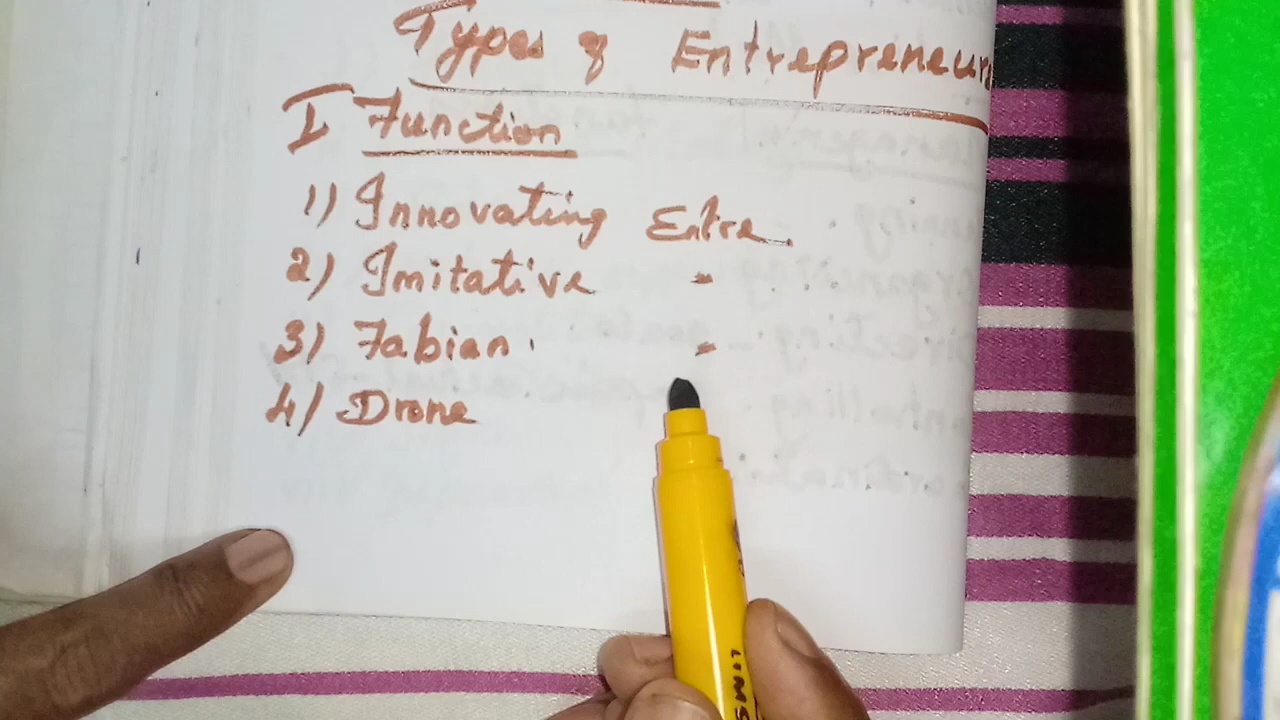 Types of Entrepreneurs
I Function
1) Innovating Entre.
2) Imitative "
3) Fabian "
4) Drone